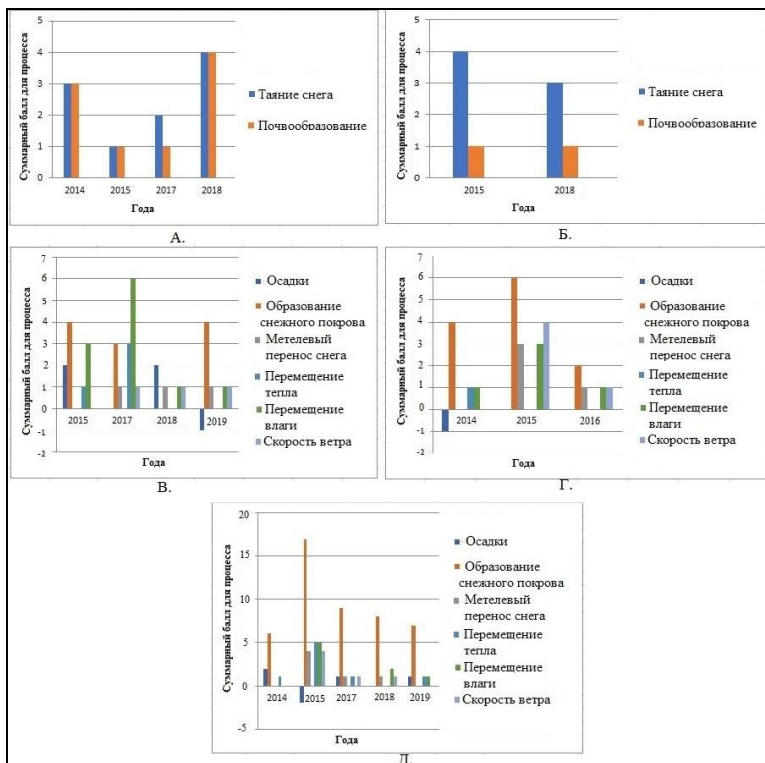 Суммарный балл для процесса
5
4
3
2
1
0
2014 2015 2017 2018
Года
Таяние снега
Почвообразование
А.
Суммарный балл для процесса
5
4
3
2
1
0
2015 2018
Года
Таяние снега
Почвообразование
Б.
Суммарный балл для процесса
7
6
5
4
3
2
1
0
-1
-2
2015 2017 2018 2019
Года
Осадки
Образование
снежного покрова
Метелевый
перенос снега
Перемещение
тепла
Перемещение
влаги
Скорость ветра
В.
Суммарный балл для процесса
7
6
5
4
3
2
1
0
-1
-2
2014 2015 2016
Года
Осадки
Образование
снежного покрова
Метелевый
перенос снега
Перемещение
тепла
Перемещение
влаги
Скорость ветра
Г.
Суммарный балл для процесса
20
15
10
5
0
-5
2014 2015 2017 2018 2019
Года
Осадки
Образование
снежного покрова
Метелевый
перенос снега
Перемещение
тепла
Перемещение
влаги
Скорость ветра
Д.